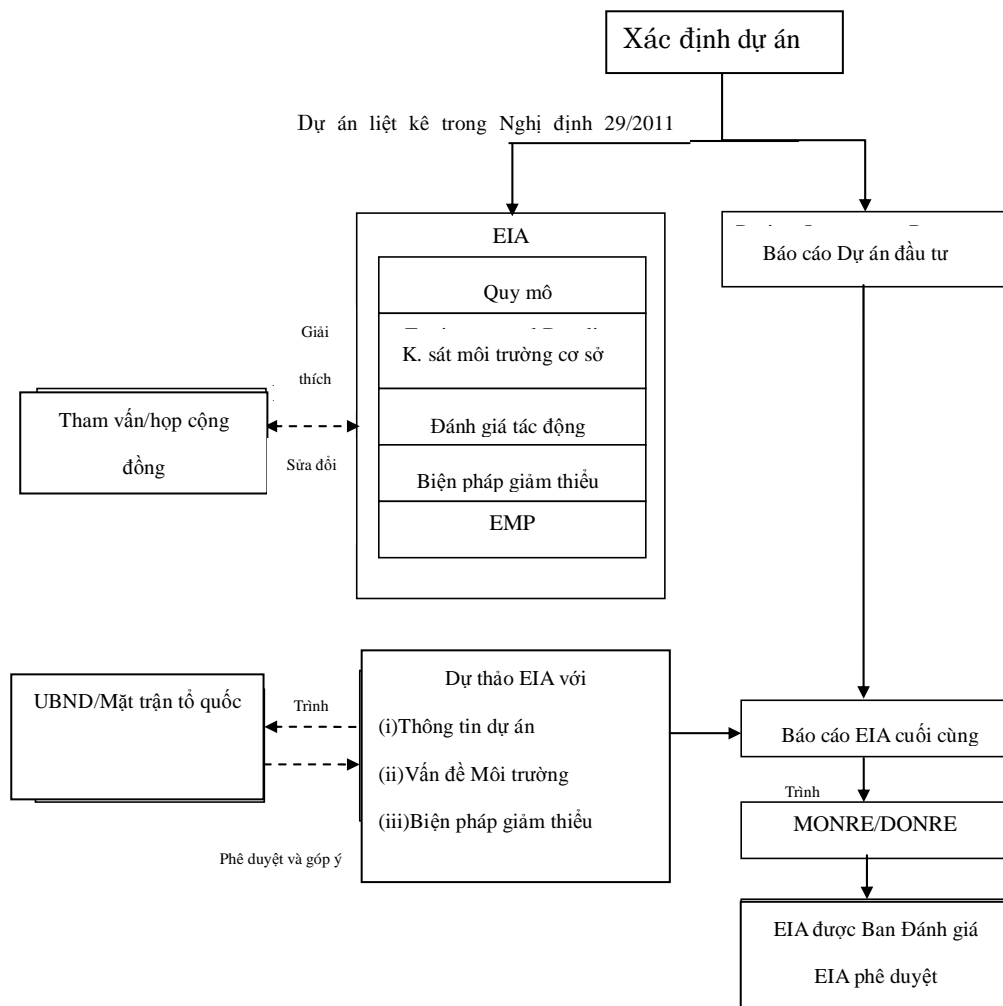 Xác định dự án
Dự án liệt kê trong Nghị định 29/2011
EIA
Quy mô
K. sát môi trường cơ sở
Đánh giá tác động
Biện pháp giảm thiểu
EMP
Báo cáo Dự án đầu tư
Giải
thích
Sửa đổi
Tham vấn/họp cộng
đồng
UBND/Mặt trận tổ quốc
Trình
Phê duyệt và góp ý
Dự thảo EIA với
(i)Thông tin dự án
(ii)Vấn đề Môi trường
(iii)Biện pháp giảm thiểu
Báo cáo EIA cuối cùng
Trình
MONRE/DONRE
EIA được Ban Đánh giá
EIA phê duyệt